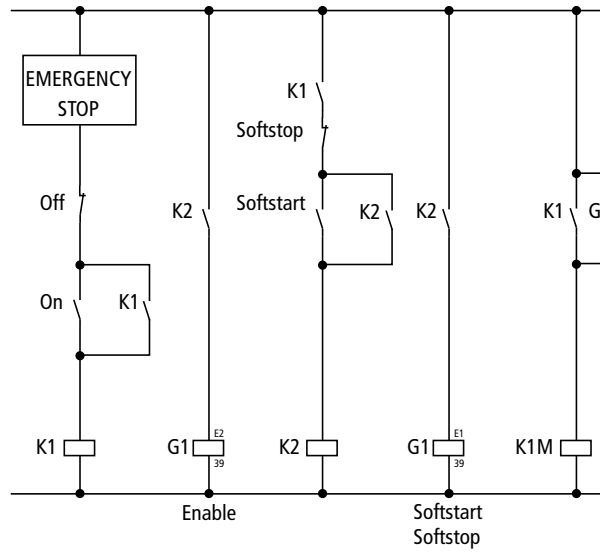 EMERGENCY
STOP
K1
Softstop
Off
K2
Softstart
K2
K2
K1
G
On
K1
K1
G1
E2
39
K2
G1
E1
39
K1M
Enable
Softstart
Softstop